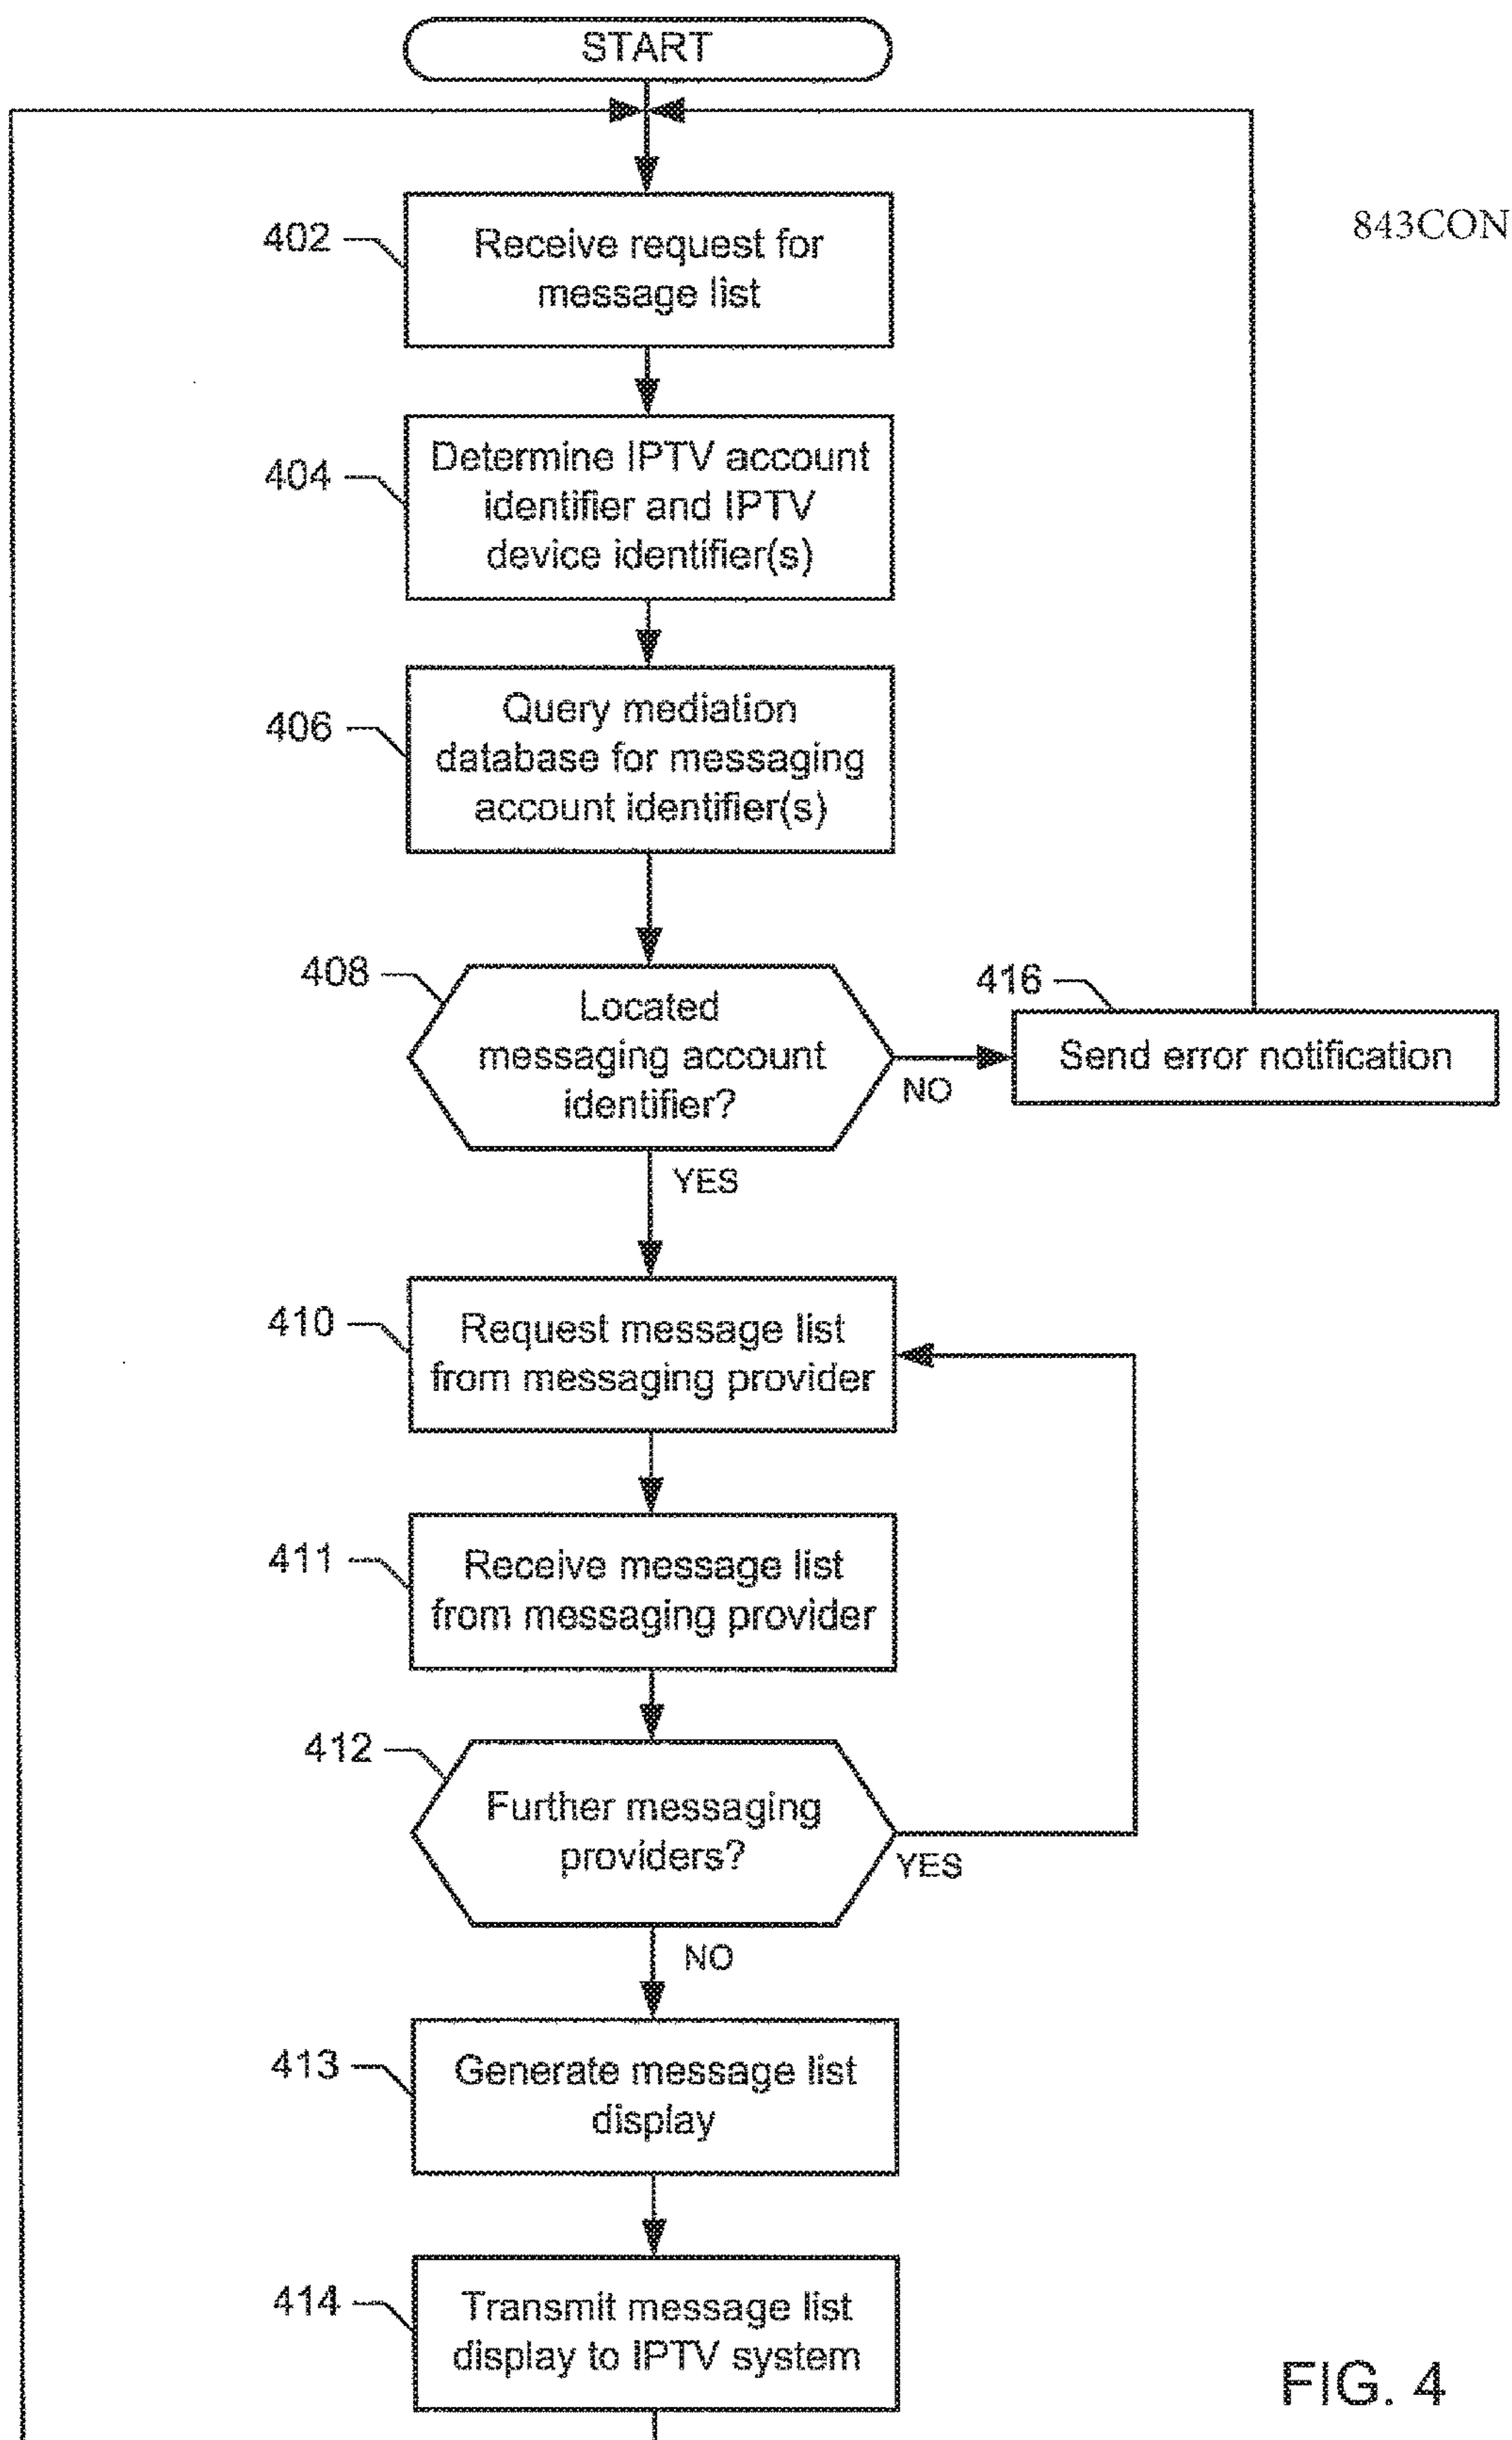 START
843CON
402
Receive request for
message list
404
Determine IPTV account
identifier and IPTV
device identifier(s)
406
Query mediation
database for messaging
account identifier(s)
408
Located
messaging account
identifier?
NO
416
Send error notification
YES
410
Request message list
from messaging provider
411
Receive message list
from messaging provider
412
Further messaging
providers?
YES
NO
413
Generate message list
display
414
Transmit message list
display to IPTV system
FIG. 4